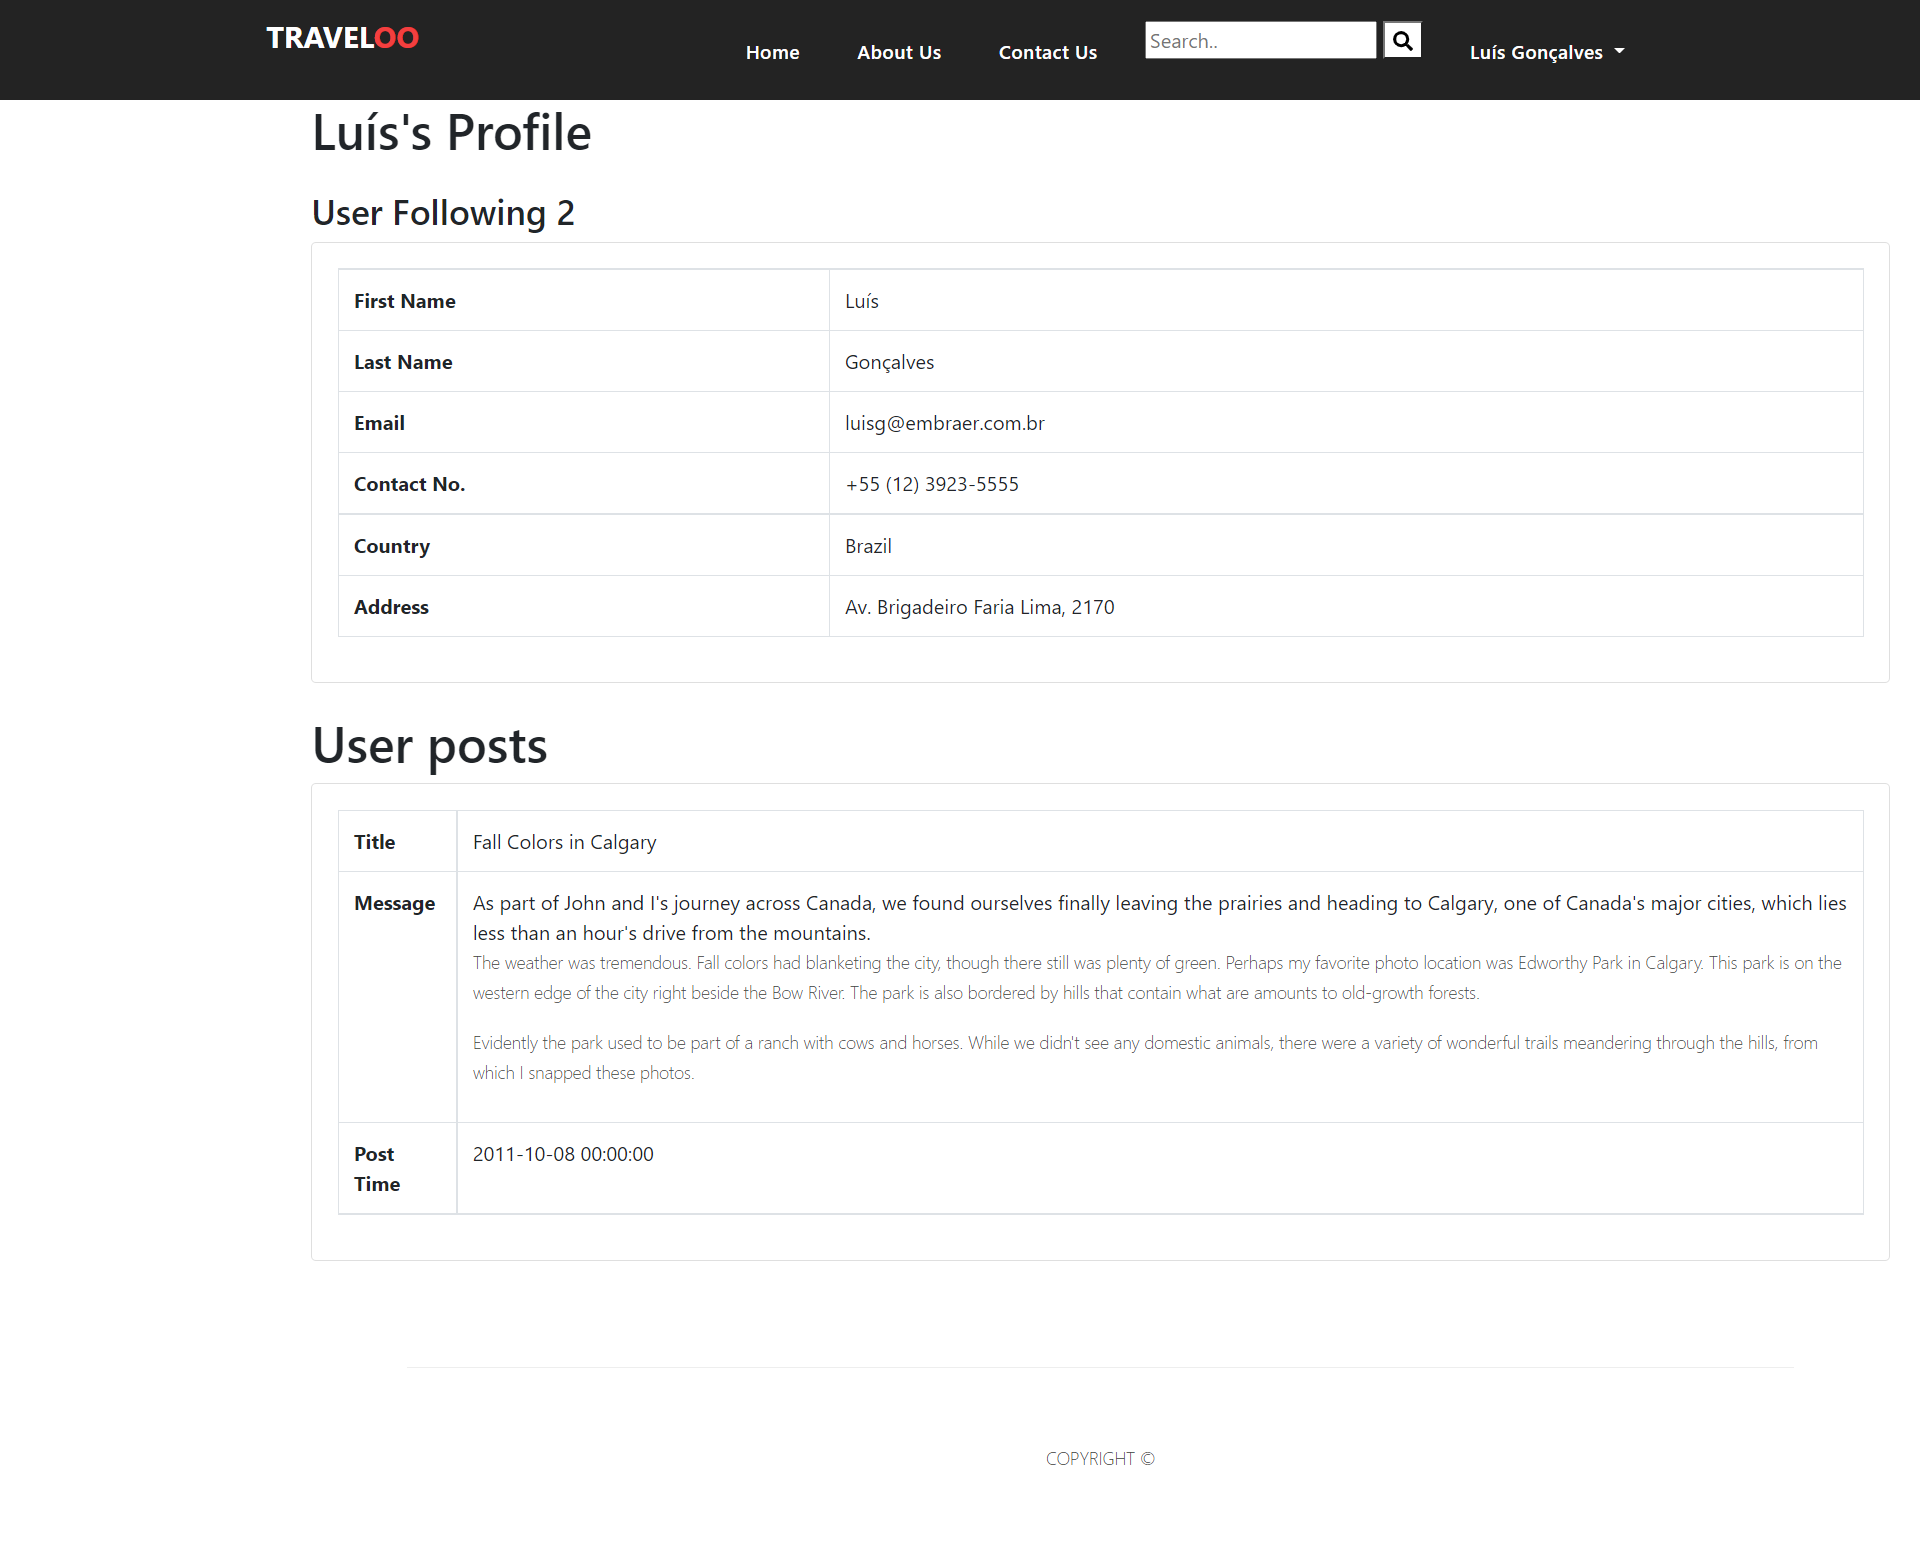 TRAVELOO
Home
About Us
Contact Us
Search..
Luís Gonçalves
Luís's Profile
User Following 2
First Name
Luís
Last Name
Gonçalves
Email
luisg@embraer.com.br
Contact No.
+55 (12) 3923-5555
Country
Brazil
Address
Av. Brigadeiro Faria Lima, 2170
User posts
Title
Fall Colors in Calgary
Message
As part of John and I's journey across Canada, we found ourselves finally leaving the prairies and heading to Calgary, one of Canada's major cities, which lies
less than an hour's drive from the mountains.
The weather was tremendous. Fall colors had blanketing the city, though there still was plenty of green. Perhaps my favorite photo location was Edworthy Park in Calgary. This park is on the
western edge of the city right beside the Bow River. The park is also bordered by hills that contain what are amounts to old-growth forests.
Evidently the park used to be part of a ranch with cows and horses. While we didn't see any domestic animals, there were a variety of wonderful trails meandering through the hills, from
which I snapped these photos.
Post
Time
2011-10-08 00:00:00
COPYRIGHT ©